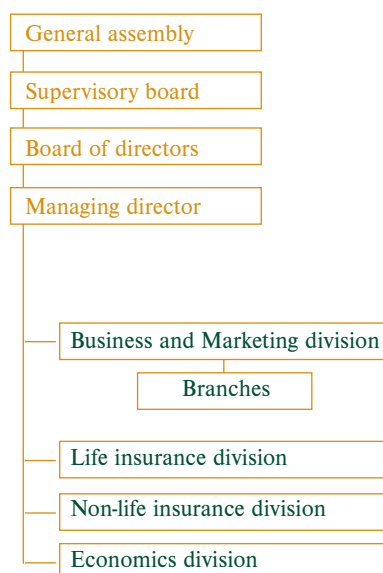 General assembly
Supervisory board
Board of directors
Managing director
Business and Marketing division
Branches
Life insurance division
Non-life insurance division
Economics division